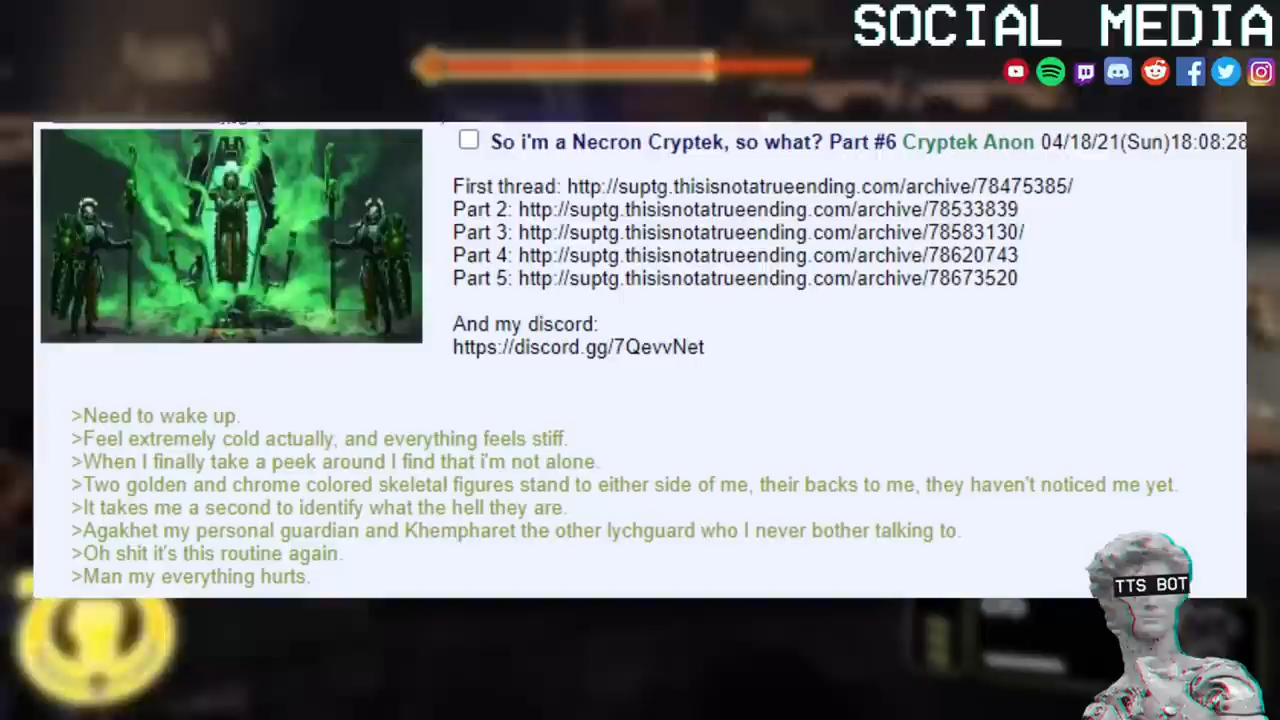 SOCIAL MEDIA
So i'm a Necron Cryptek, so what? Part #6 Cryptek Anon 04/18/21(Sun)18:08:28
First thread: http://suptg.thisisnotatrueending.com/archive/78475385/
Part 2: http://suptg.thisisnotatrueending.com/archive/78533839
Part 3: http://suptg.thisisnotatrueending.com/archive/78583130/
Part 4: http://suptg.thisisnotatrueending.com/archive/78620743
Part 5: http://suptg.thisisnotatrueending.com/archive/78673520
And my discord:
https://discord.gg/7QevvNet
>Need to wake up.
>Feel extremely cold actually, and everything feels stiff.
>When I finally take a peek around I find that i'm not alone.
>Two golden and chrome colored skeletal figures stand to either side of me, their backs to me, they haven't noticed me yet.
>It takes me a second to identify what the hell they are.
>Agakhet my personal guardian and Khempharet the other lychguard who I never bother talking to.
>Oh shit it's this routine again.
>Man my everything hurts.
TTS BOT